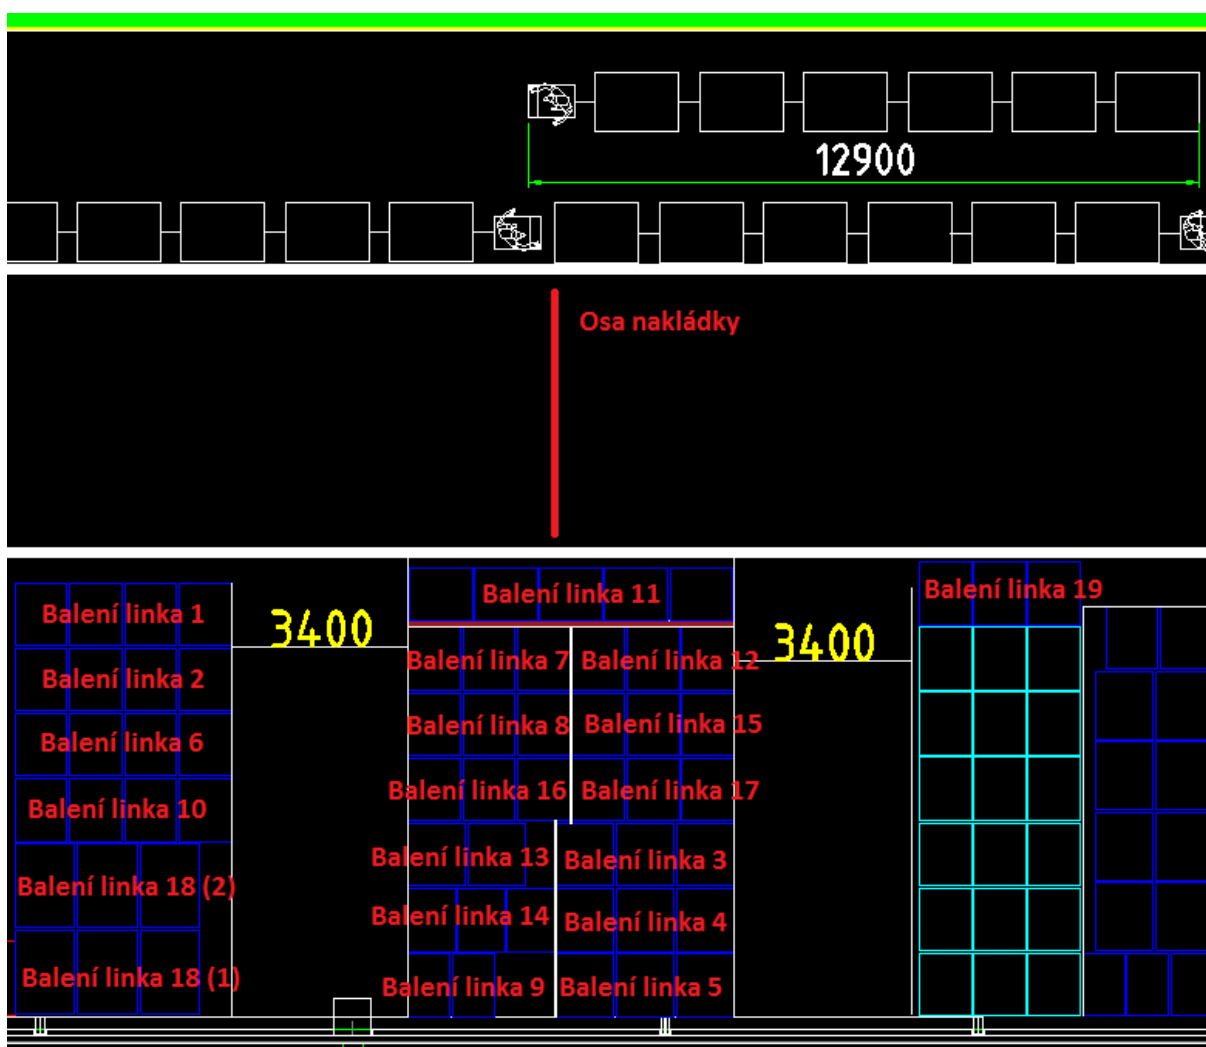 12900
Osa nakládky
Balení linka 1
Balení linka 2
Balení linka 6
Balení linka 10
Balení linka 18 (2)
Balení linka 18 (1)
3400
Balení linka 11
Balení linka 7
Balení linka 12
Balení linka 8
Balení linka 15
Balení linka 16
Balení linka 17
Balení linka 13
Balení linka 3
Balení linka 14
Balení linka 4
Balení linka 9
Balení linka 5
3400
Balení linka 19